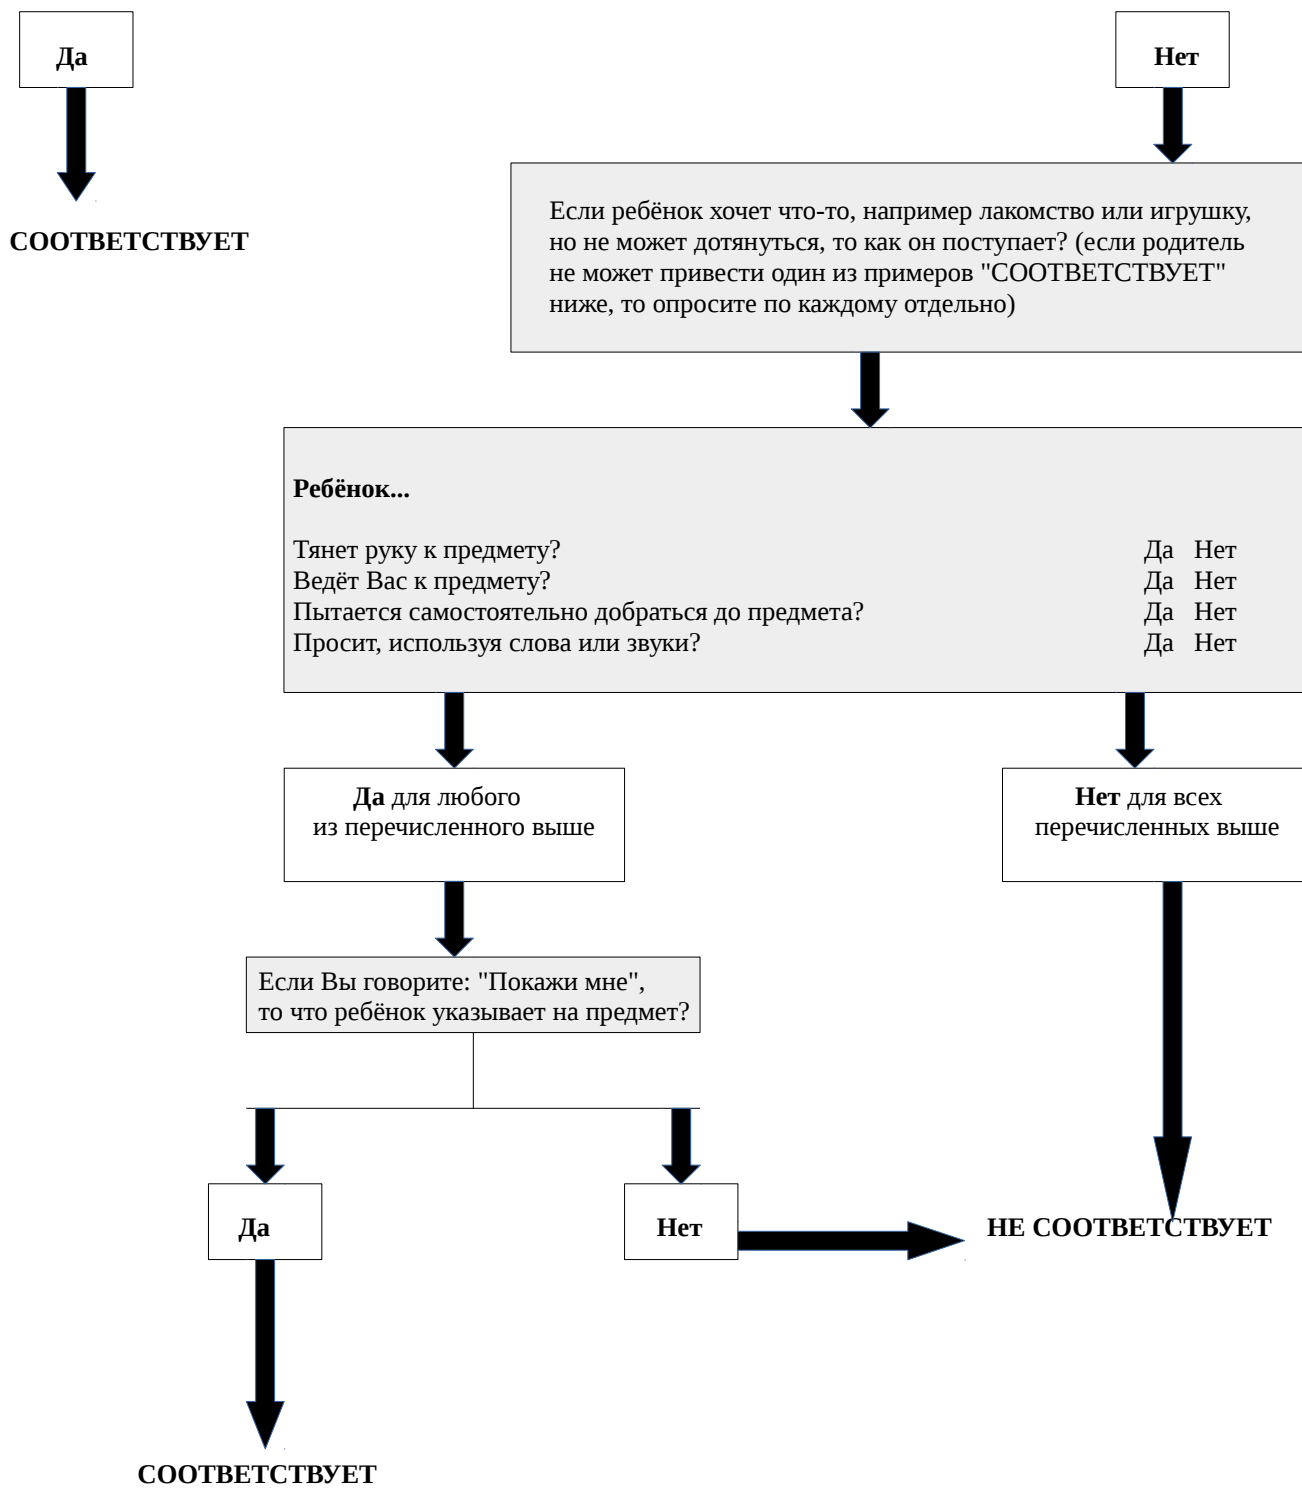 Да
Нет
СООТВЕТСТВУЕТ
Если ребёнок хочет что-то, например лакомство или игрушку,
но не может дотянуться, то как он поступает? (если родитель
не может привести один из примеров "СООТВЕТСТВУЕТ"
ниже, то опросите по каждому отдельно)
Ребёнок...
Тянет руку к предмету? Да Нет
Ведёт Вас к предмету? Да Нет
Пытается самостоятельно добраться до предмета? Да Нет
Просит, используя слова или звуки? Да Нет
Да для любого
из перечисленного выше
Нет для всех
перечисленных выше
Если Вы говорите: "Покажи мне",
то что ребёнок указывает на предмет?
Да
Нет
НЕ СООТВЕТСТВУЕТ
СООТВЕТСТВУЕТ